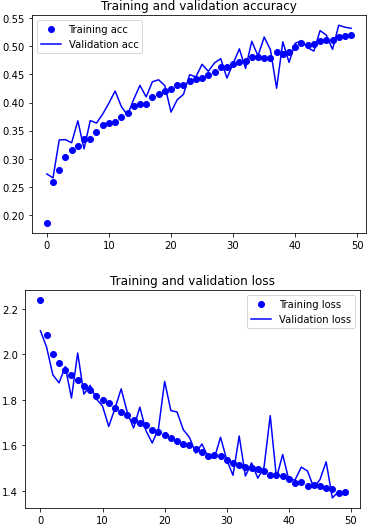 Training and validation accuracy
Training acc
Validation acc
0.55
0.50
0.45
0.40
0.35
0.30
0.25
0.20
0 10 20 30 40 50
Training and validation loss
Training loss
Validation loss
2.2
2.0
1.8
1.6
1.4
0 10 20 30 40 50